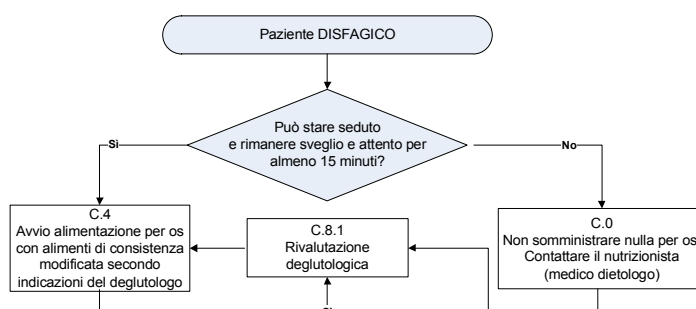 Paziente DISFAGICO
Può stare seduto
e rimanere sveglio e attento per
almeno 15 minuti?
Sì
No
C.4
Avvio alimentazione per os
con alimenti di consistenza
modificata secondo
indicazioni del deglutologo
C.8.1
Rivalutazione
deglutologica
C.0
Non somministrare nulla per os
Contattare il nutrizionista
(medico dietologo)
Sì